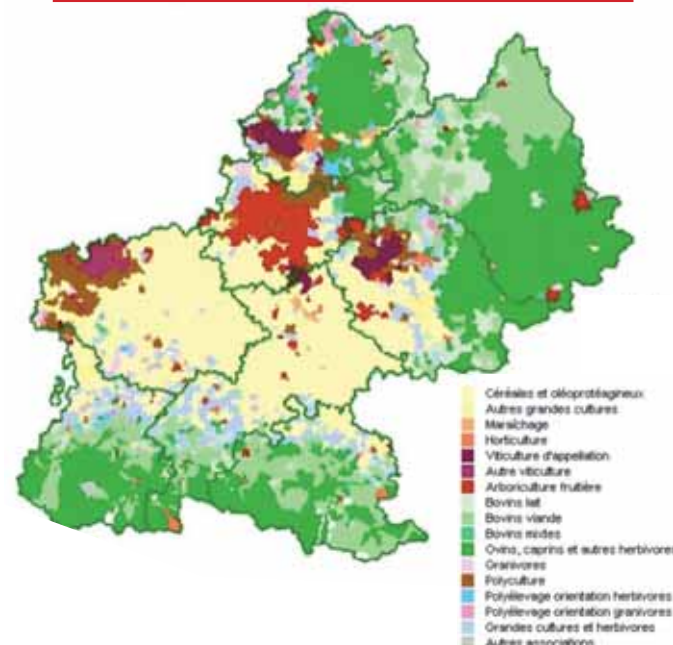 Céréales et oléoprotéagineux
Autres grandes cultures
Maraîchage
Horticulture
Viticulture d'appellation
Autre viticulture
Arboriculture fruitière
Bovins lait
Bovins viande
Bovins mixtes
Ovins, caprins et autres herbivores
Granivores
Polyculture
Polyélevage orientation herbivores
Polyélevage orientation granivores
Grandes cultures et herbivores
Autres associations